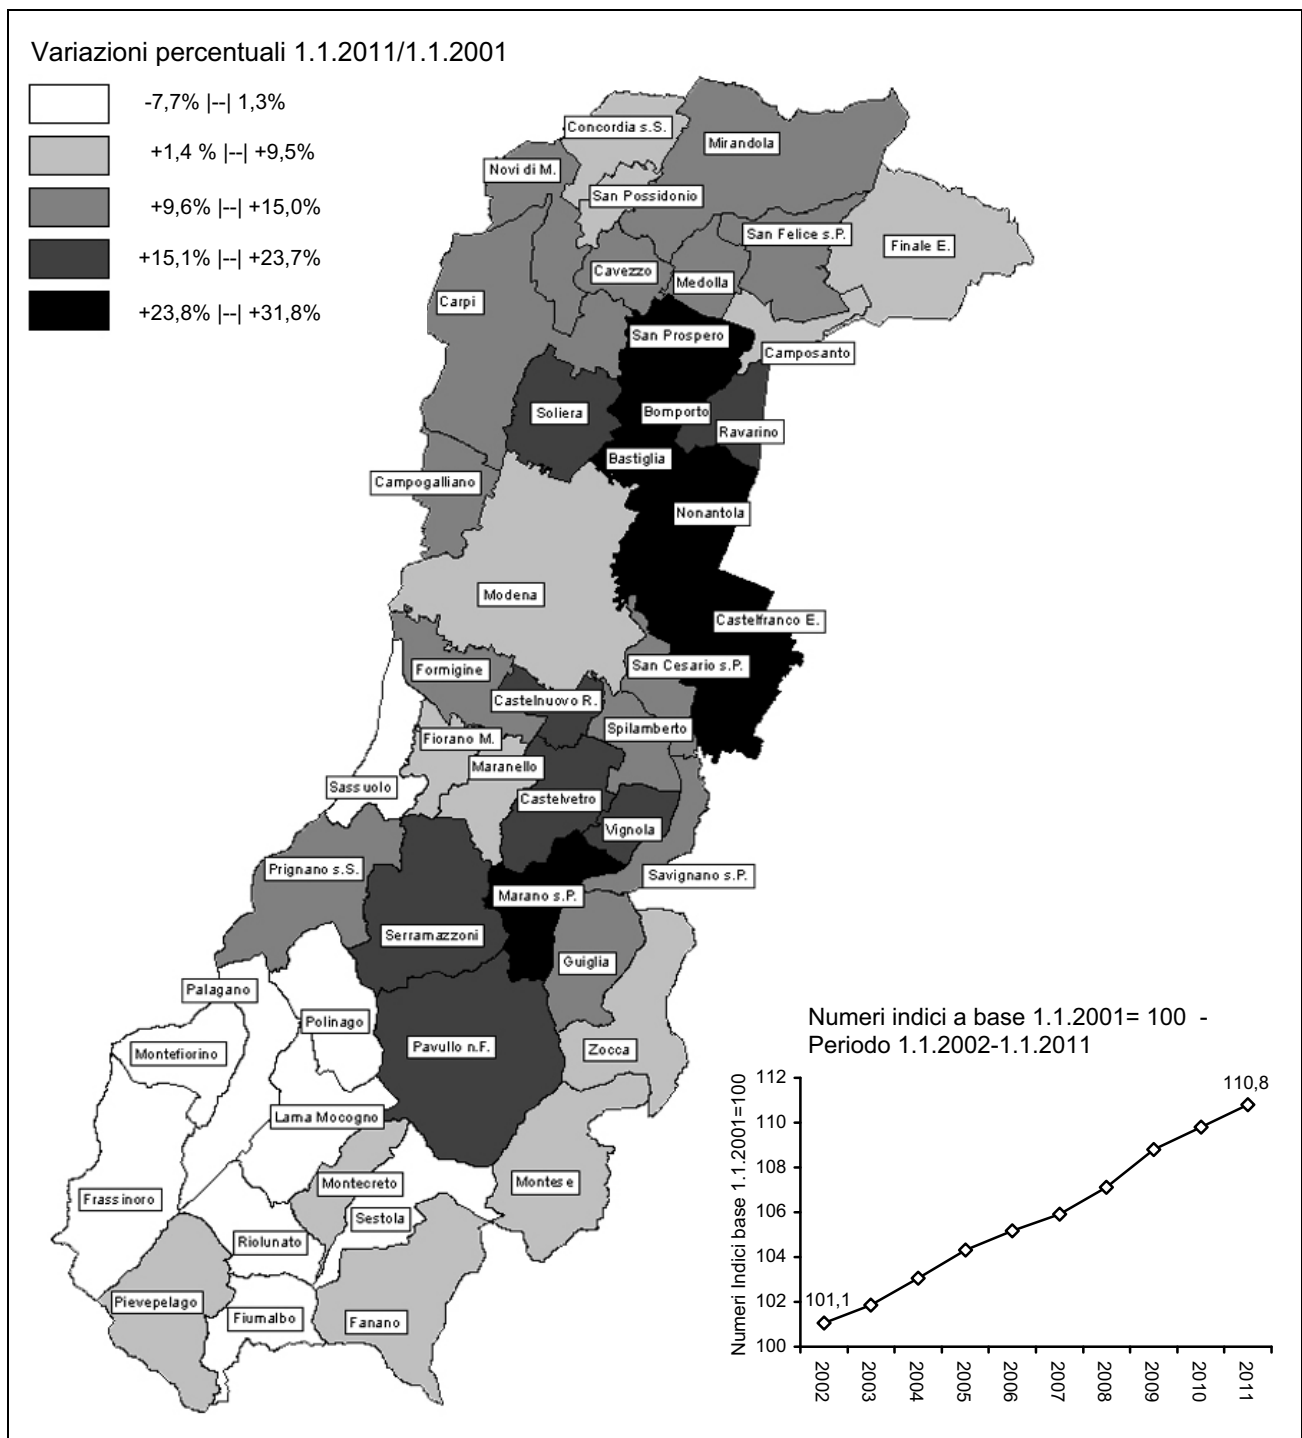 Variazioni percentuali 1.1.2011/1.1.2001
-7,7% |--| 1,3%
+1,4 % |--| +9,5%
+9,6% |--| +15,0%
+15,1% |--| +23,7%
+23,8% |--| +31,8%
Concordia s.S.
Mirandola
Novi di M.
San Possidonio
San Felice s.P.
Finale E.
Cavezzo
Medolla
Carpi
San Prospero
Camposanto
Soliera
Bomporto
Ravarino
Bastiglia
Campogalliano
Nonantola
Modena
Castelfranco E.
Formigine
San Cesario s.P.
Castelnuovo R.
Spilamberto
Fiorano M.
Maranello
Sassuolo
Castelvetro
Vignola
Prignano s.S.
Savignano s.P.
Marano s.P.
Serramazzoni
Guiglia
Palagano
Polinago
Montefiorino
Pavullo n.F.
Zocca
Lama Mocogno
Montecreto
Montese
Frassinoro
Sestola
Riolunato
Pievepelago
Fiumalbo
Fanano
Numeri indici a base 1.1.2001= 100 -
Periodo 1.1.2002-1.1.2011
Numeri Indici base 1.1.2001=100
112
110
108
106
104
102
100
101,1
110,8
2002
2003
2004
2005
2006
2007
2008
2009
2010
2011